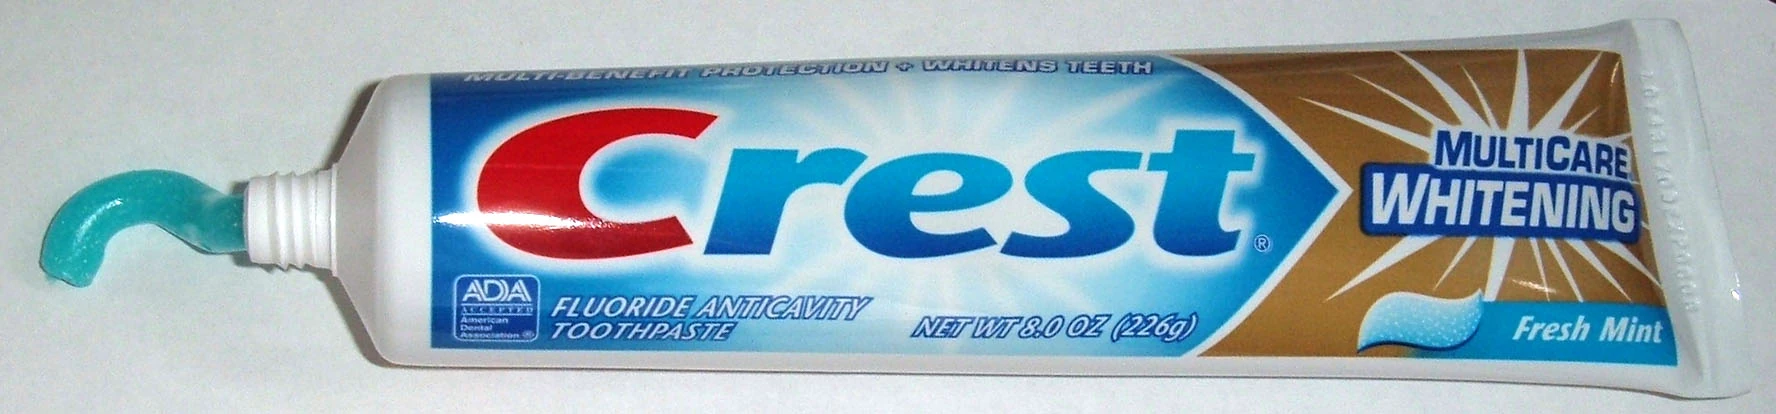 MULTI-BENEFIT PROTECTION + WHITENS TEETH
Crest®
MULTICARE
WHITENING
ADA
ACCEPTED
American
Dental
Association ®
FLUORIDE ANTICAVITY
TOOTHPASTE
NET WT 8.0 OZ (226g)
Fresh Mint